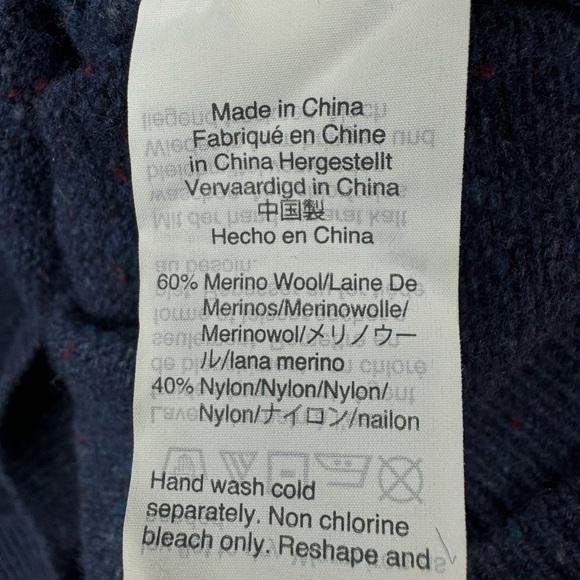 Made in China
Fabriqué en Chine
in China Hergestellt
Vervaardigd in China
中国製
Hecho en China
60% Merino Wool/Laine De
Merinos/Merinowolle/
Merinowol/メリノウー
ル/lana merino
40% Nylon/Nylon/Nylon/
Nylon/ナイロン/nailon
Hand wash cold
separately. Non chlorine
bleach only. Reshape and